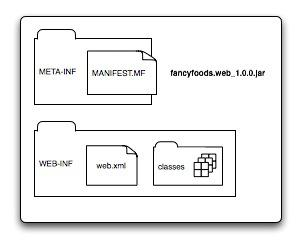 META-INF
MANIFEST.MF
fancyfoods.web_1.0.0.jar
WEB-INF
web.xml
classes